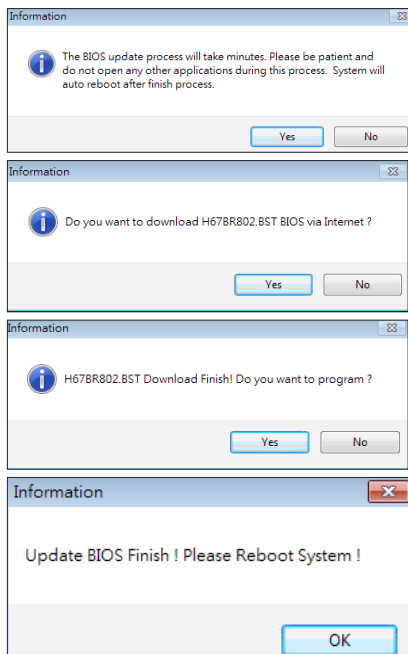 Information
The BIOS update process will take minutes. Please be patient and
do not open any other applications during this process. System will
auto reboot after finish process.
Yes
No
Information
Do you want to download H67BR802.BST BIOS via Internet ?
Yes
No
Information
H67BR802.BST Download Finish! Do you want to program ?
Yes
No
Information
Update BIOS Finish ! Please Reboot System !
OK